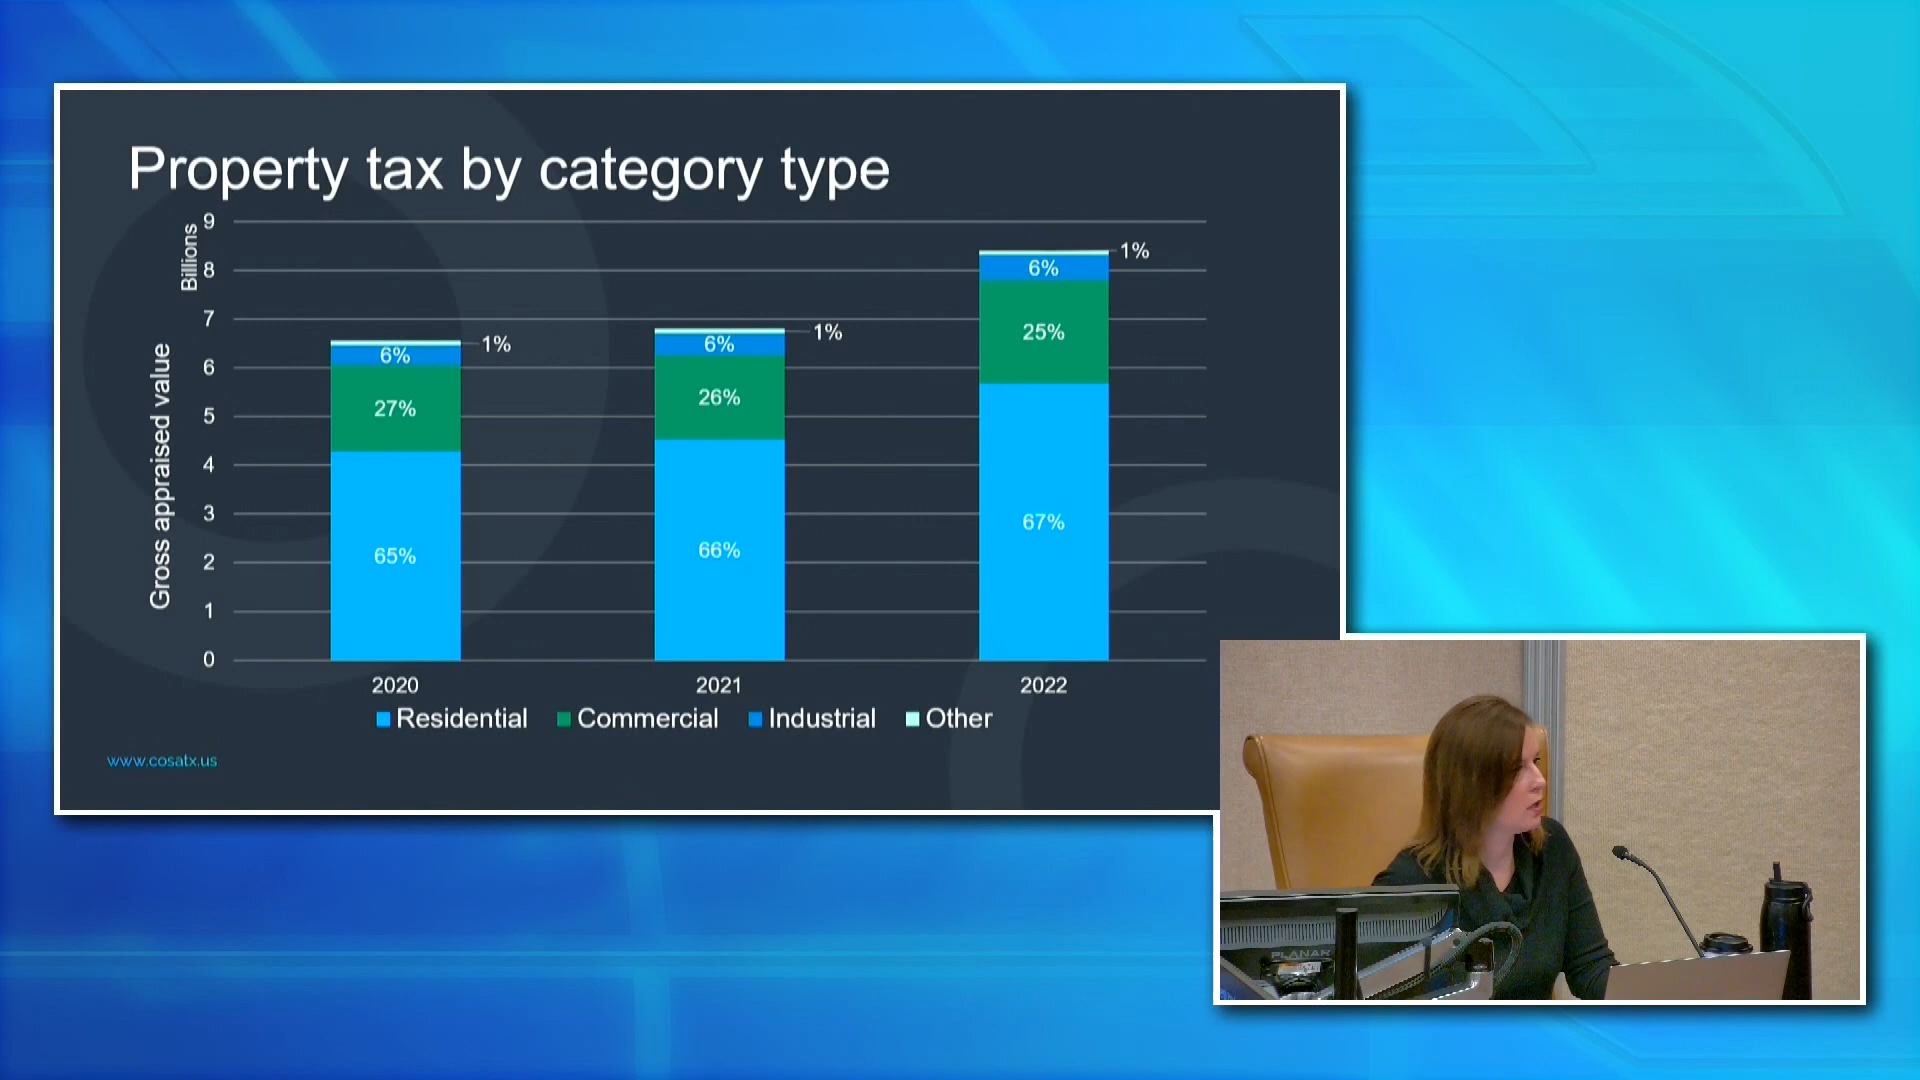 Property tax by category type
Billions
Gross appraised value
9
8
7
6
5
4
3
2
1
0
1%
6%
27%
65%
1%
6%
26%
66%
1%
6%
25%
67%
2020
2021
2022
Residential
Commercial
Industrial
Other
www.cosatx.us
PLANAR